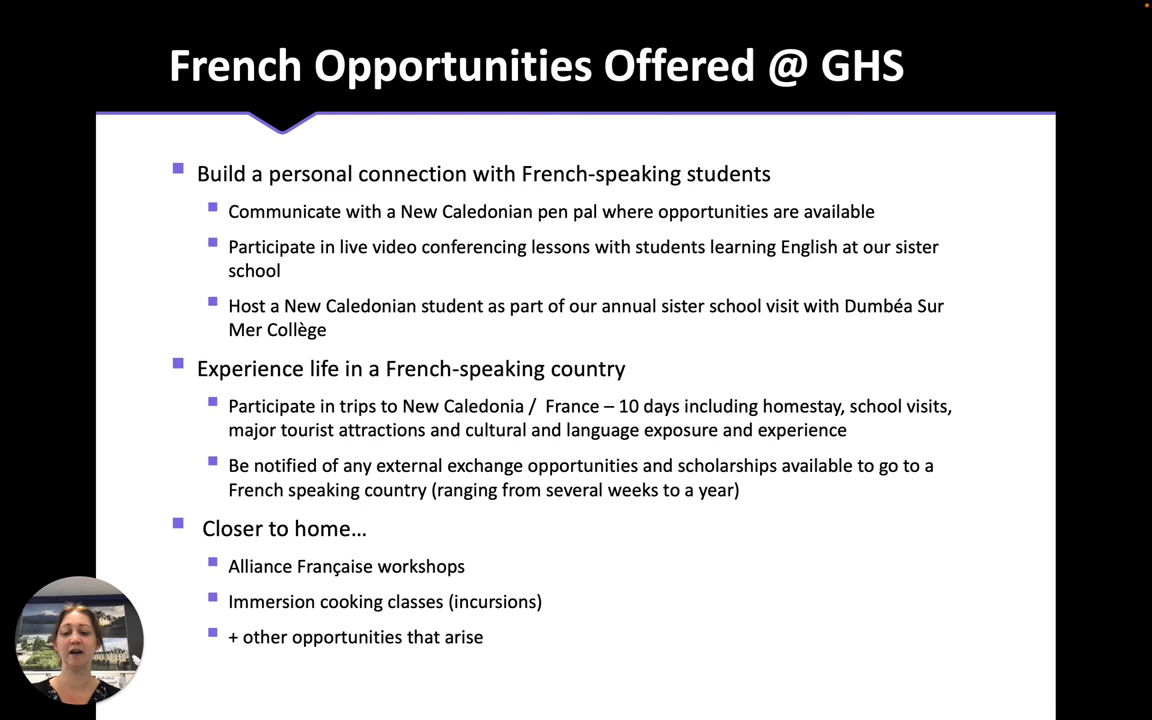 French Opportunities Offered @ GHS
Build a personal connection with French-speaking students
Communicate with a New Caledonian pen pal where opportunities are available
Participate in live video conferencing lessons with students learning English at our sister
school
Host a New Caledonian student as part of our annual sister school visit with Dumbéa Sur
Mer Collège
Experience life in a French-speaking country
Participate in trips to New Caledonia / France – 10 days including homestay, school visits,
major tourist attractions and cultural and language exposure and experience
Be notified of any external exchange opportunities and scholarships available to go to a
French speaking country (ranging from several weeks to a year)
Closer to home…
Alliance Française workshops
Immersion cooking classes (incursions)
+ other opportunities that arise